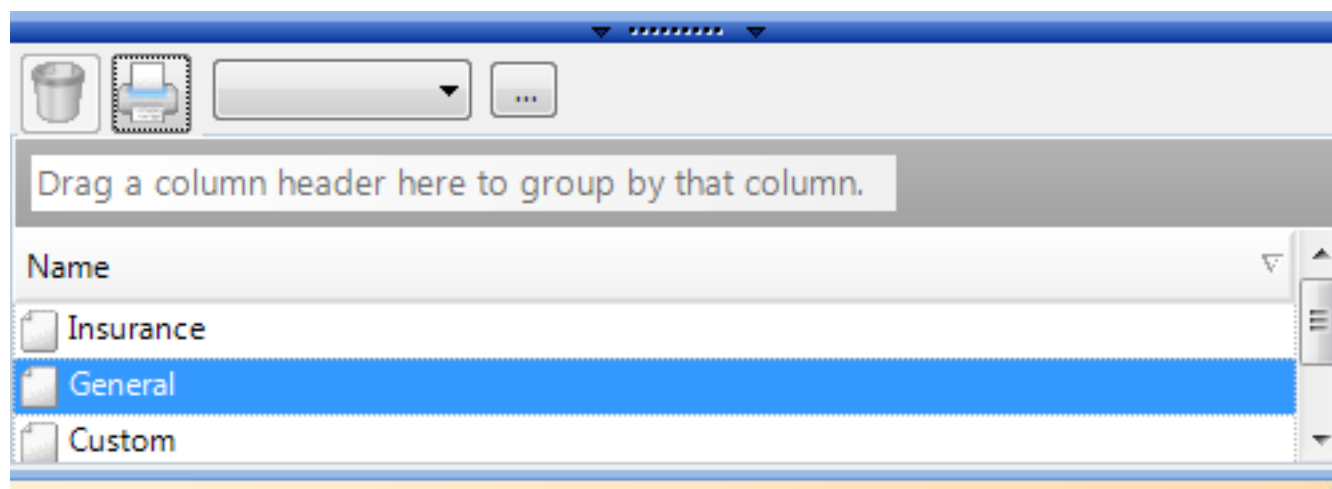 ...
Drag a column header here to group by that column.
Name
Insurance
General
Custom